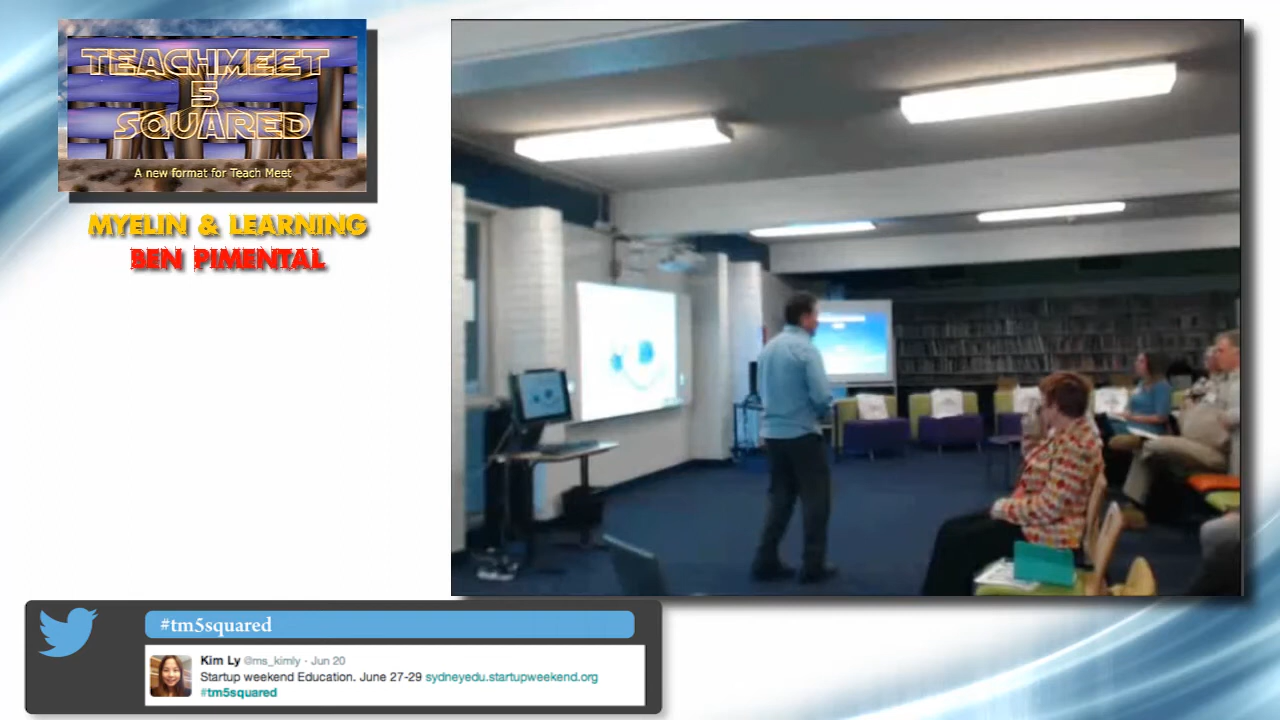 TEACHMEET
5
SQUARED
A new format for Teach Meet
MYELIN & LEARNING
BEN PIMENTAL
#tm5squared
Kim Ly @ms_kimly · Jun 20
Startup weekend Education. June 27-29 sydneyedu.startupweekend.org
#tm5squared